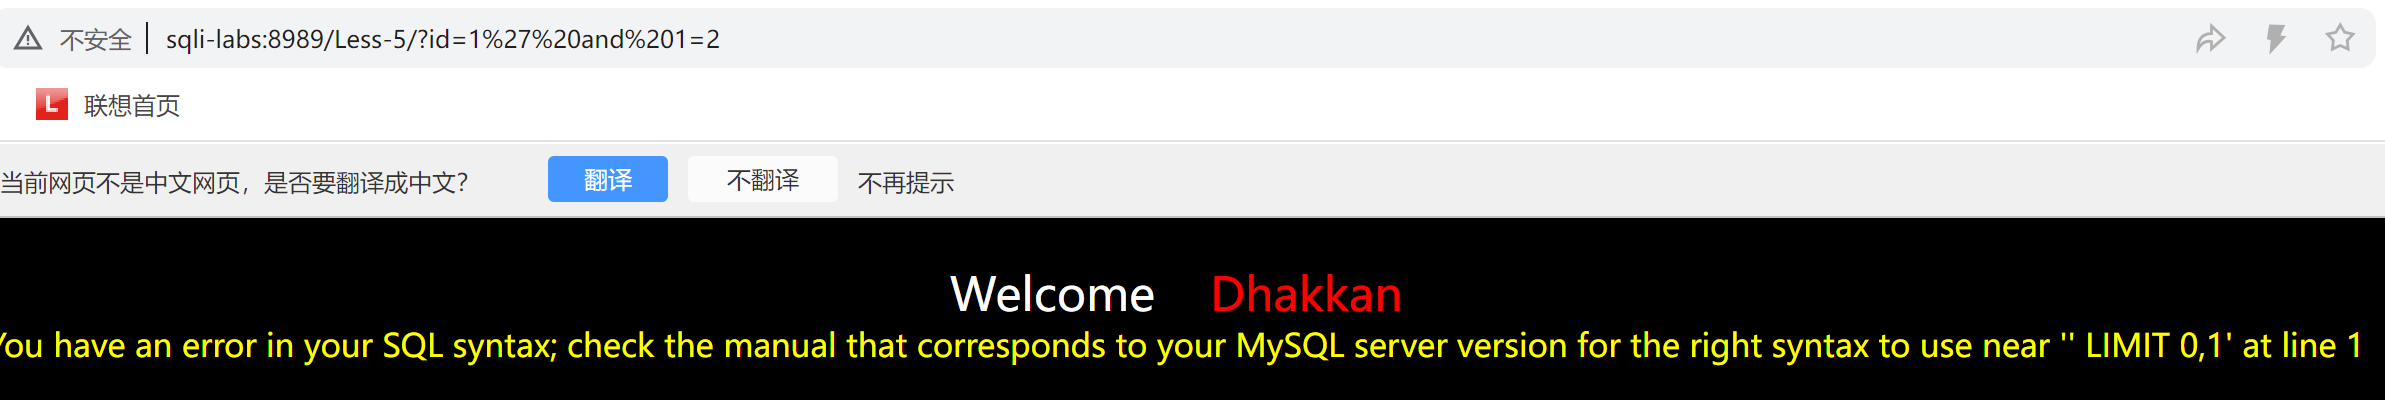 不安全 sqli-labs:8989/Less-5/?id=1%27%20and%201=2
L 联想首页
当前网页不是中文网页，是否要翻译成中文？ 翻译 不翻译 不再提示
Welcome Dhakkan
You have an error in your SQL syntax; check the manual that corresponds to your MySQL server version for the right syntax to use near '' LIMIT 0,1' at line 1